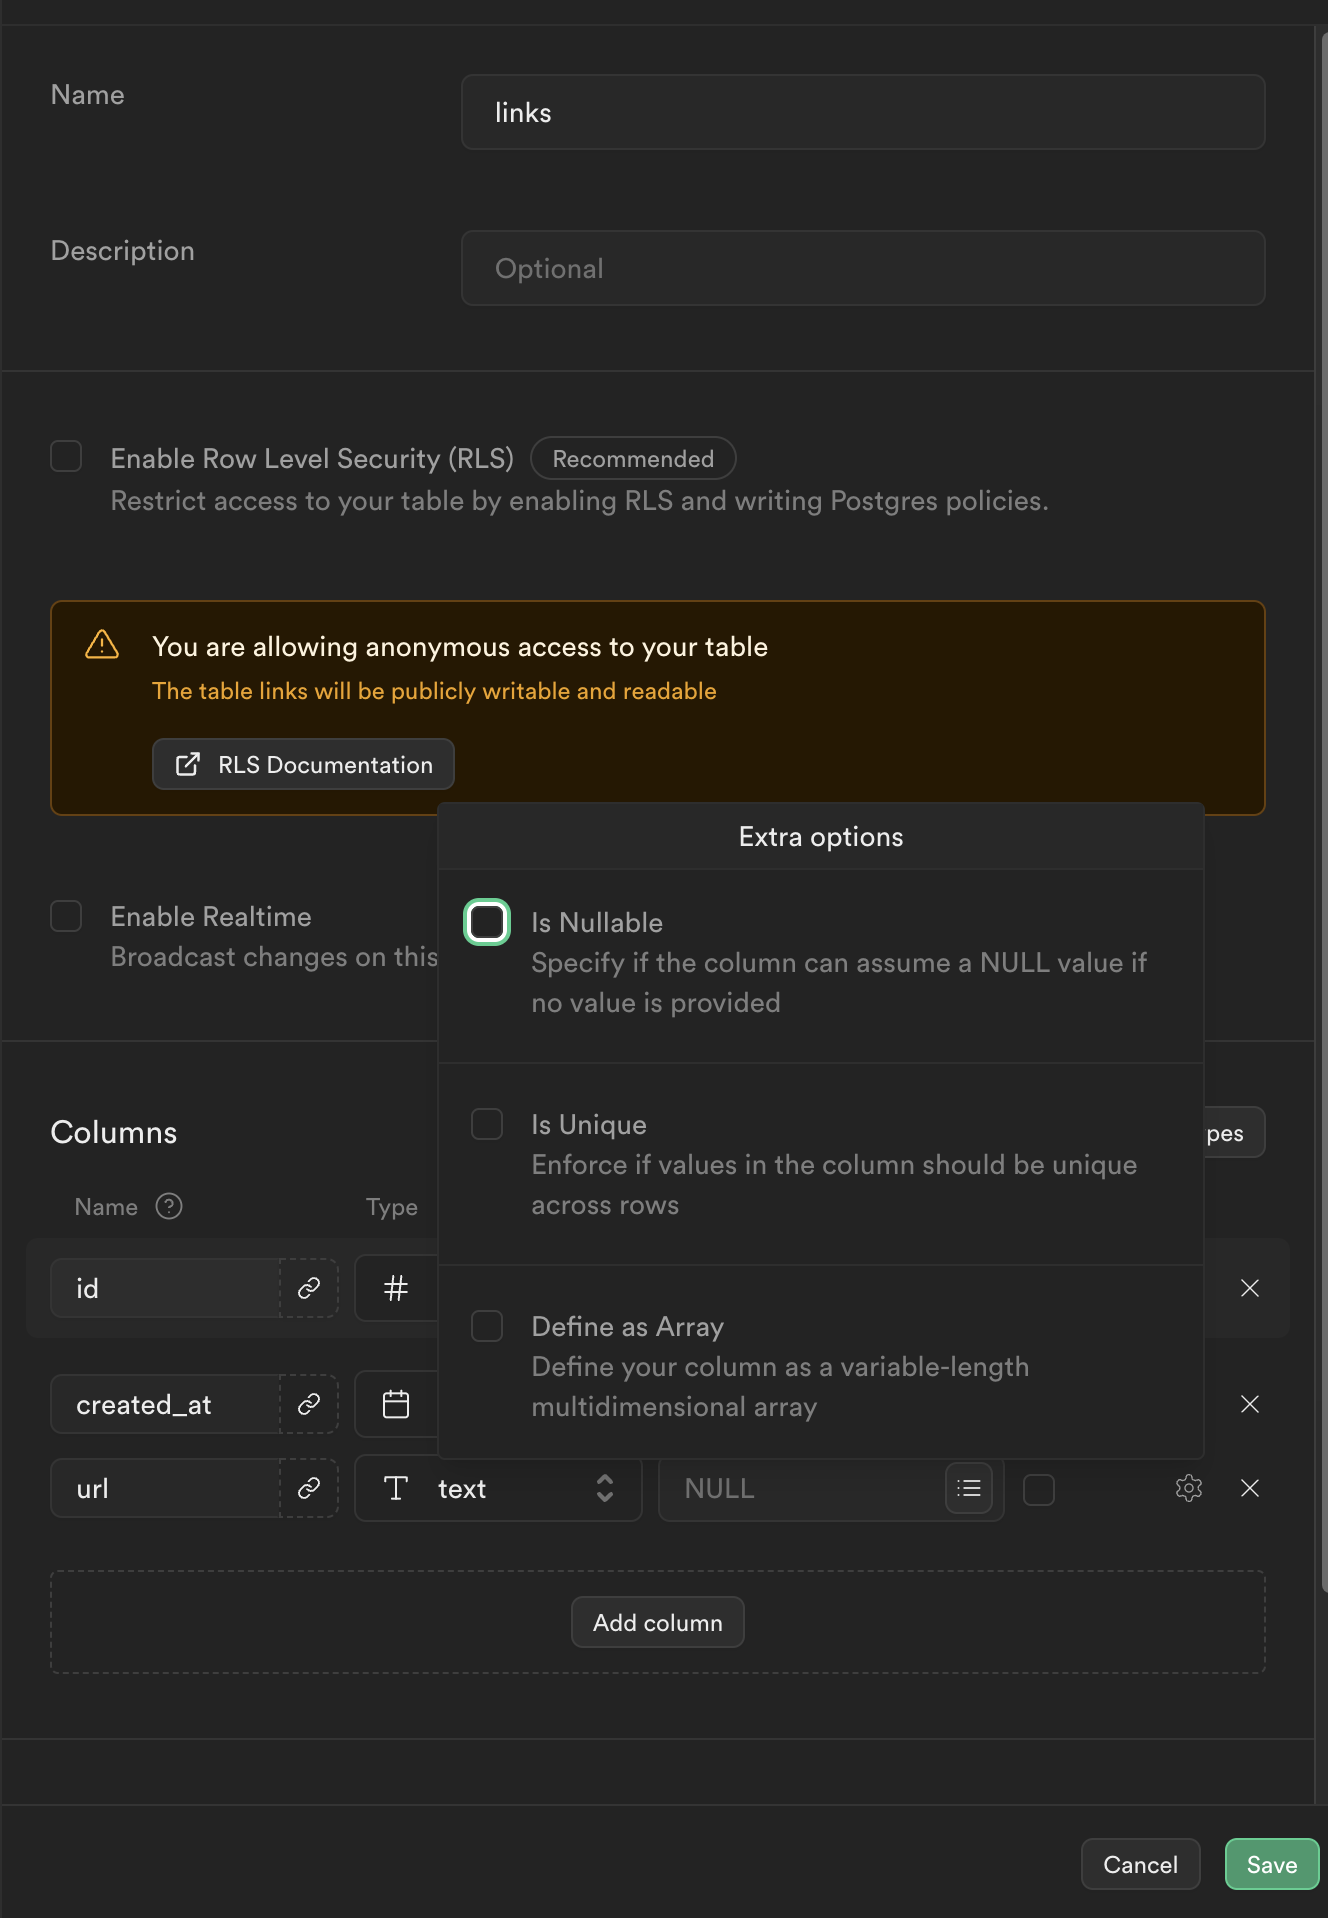 Name
links
Description
Optional
Enable Row Level Security (RLS) Recommended
Restrict access to your table by enabling RLS and writing Postgres policies.
You are allowing anonymous access to your table
The table links will be publicly writable and readable
RLS Documentation
Extra options
Enable Realtime
Broadcast changes on this
Is Nullable
Specify if the column can assume a NULL value if
no value is provided
Is Unique
Enforce if values in the column should be unique
across rows
Define as Array
Define your column as a variable-length
multidimensional array
Columns
pes
Name Type
id
created_at
url text NULL
Add column
Cancel Save